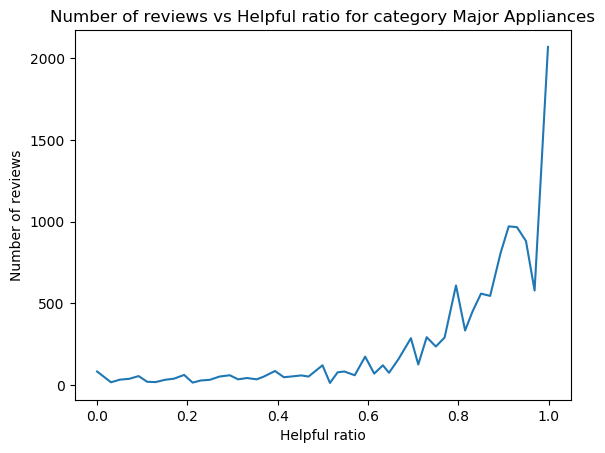 Number of reviews vs Helpful ratio for category Major Appliances
2000
1500
1000
500
0
Number of reviews
0.0 0.2 0.4 0.6 0.8 1.0
Helpful ratio